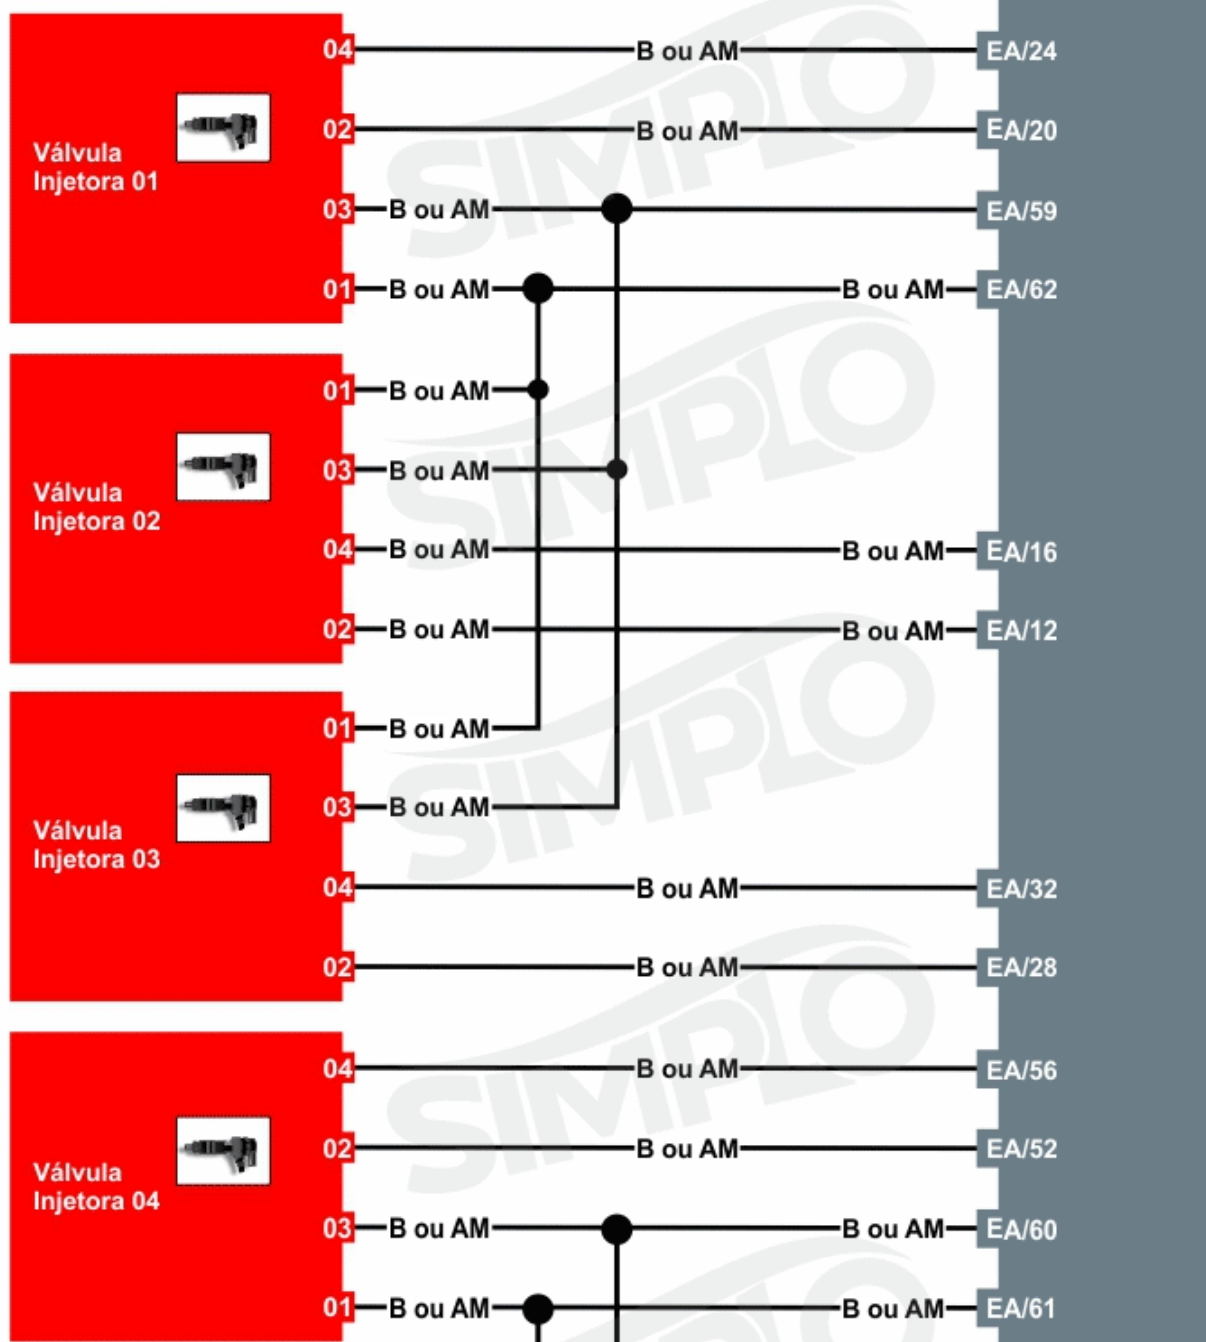 04 B ou AM EA/24
02 B ou AM EA/20
Válvula
Injetora 01
03 B ou AM EA/59
01 B ou AM B ou AM EA/62
01 B ou AM
03 B ou AM
Válvula
Injetora 02
04 B ou AM B ou AM EA/16
02 B ou AM B ou AM EA/12
01 B ou AM
03 B ou AM
Válvula
Injetora 03
04 B ou AM EA/32
02 B ou AM EA/28
04 B ou AM EA/56
02 B ou AM EA/52
Válvula
Injetora 04
03 B ou AM B ou AM EA/60
01 B ou AM B ou AM EA/61
SIMPLO
SIMPLO
SIMPLO
SIMPLO